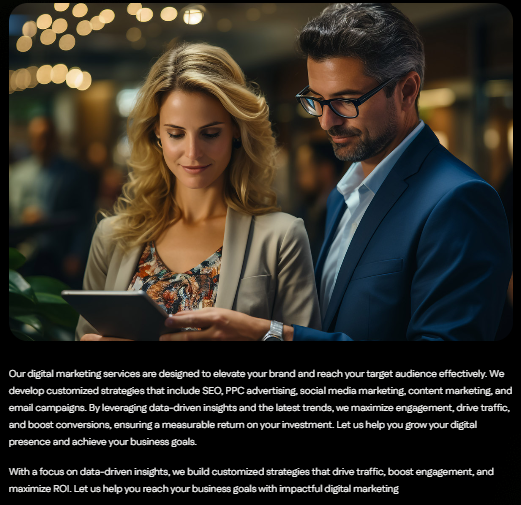 Our digital marketing services are designed to elevate your brand and reach your target audience effectively. We
develop customized strategies that include SEO, PPC advertising, social media marketing, content marketing, and
email campaigns. By leveraging data-driven insights and the latest trends, we maximize engagement, drive traffic,
and boost conversions, ensuring a measurable return on your investment. Let us help you grow your digital
presence and achieve your business goals.
With a focus on data-driven insights, we build customized strategies that drive traffic, boost engagement, and
maximize ROI. Let us help you reach your business goals with impactful digital marketing